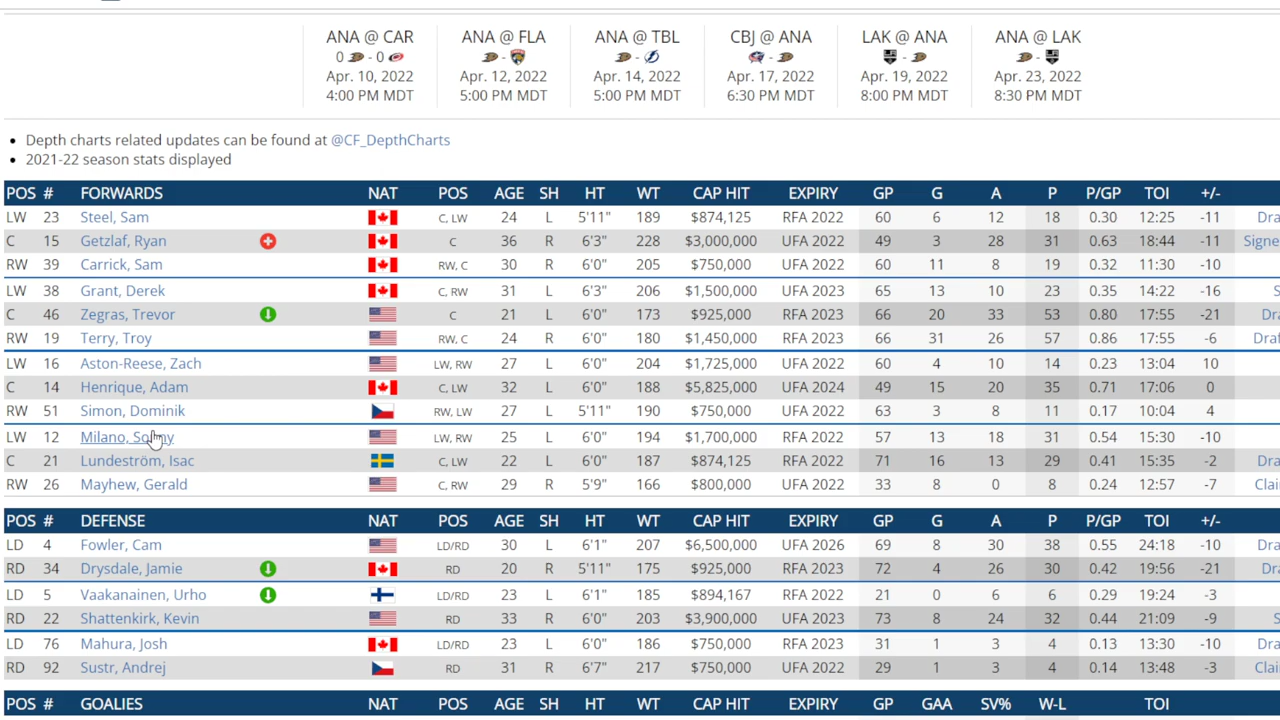 ANA @ CAR ANA @ FLA ANA @ TBL CBJ @ ANA LAK @ ANA ANA @ LAK
0 - 0 - - - - -
Apr. 10, 2022 Apr. 12, 2022 Apr. 14, 2022 Apr. 17, 2022 Apr. 19, 2022 Apr. 23, 2022
4:00 PM MDT 5:00 PM MDT 5:00 PM MDT 6:30 PM MDT 8:00 PM MDT 8:30 PM MDT
• Depth charts related updates can be found at @CF_DepthCharts
• 2021-22 season stats displayed
POS # FORWARDS NAT POS AGE SH HT WT CAP HIT EXPIRY GP G A P P/GP TOI +/-
LW 23 Steel, Sam C, LW 24 L 5'11" 189 $874,125 RFA 2022 60 6 12 18 0.30 12:25 -11 Dra
C 15 Getzlaf, Ryan C 36 R 6'3" 228 $3,000,000 UFA 2022 49 3 28 31 0.63 18:44 -11 Signe
RW 39 Carrick, Sam RW, C 30 R 6'0" 205 $750,000 UFA 2022 60 11 8 19 0.32 11:30 -10
LW 38 Grant, Derek C, RW 31 L 6'3" 206 $1,500,000 UFA 2023 65 13 10 23 0.35 14:22 -16 S
C 46 Zegras, Trevor C 21 L 6'0" 173 $925,000 RFA 2023 66 20 33 53 0.80 17:55 -21 Dra
RW 19 Terry, Troy RW, C 24 R 6'0" 180 $1,450,000 RFA 2023 66 31 26 57 0.86 17:55 -6 Draf
LW 16 Aston-Reese, Zach LW, RW 27 L 6'0" 204 $1,725,000 UFA 2022 60 4 10 14 0.23 13:04 10
C 14 Henrique, Adam C, LW 32 L 6'0" 188 $5,825,000 UFA 2024 49 15 20 35 0.71 17:06 0
RW 51 Simon, Dominik RW, LW 27 L 5'11" 190 $750,000 UFA 2022 63 3 8 11 0.17 10:04 4
LW 12 Milano, Sonny LW, RW 25 L 6'0" 194 $1,700,000 RFA 2022 57 13 18 31 0.54 15:30 -10
C 21 Lundeström, Isac C, LW 22 L 6'0" 187 $874,125 RFA 2022 71 16 13 29 0.41 15:35 -2 Dra
RW 26 Mayhew, Gerald C, RW 29 R 5'9" 166 $800,000 UFA 2022 33 8 0 8 0.24 12:57 -7 Clai
POS # DEFENSE NAT POS AGE SH HT WT CAP HIT EXPIRY GP G A P P/GP TOI +/-
LD 4 Fowler, Cam LD/RD 30 L 6'1" 207 $6,500,000 UFA 2026 69 8 30 38 0.55 24:18 -10 Dra
RD 34 Drysdale, Jamie RD 20 R 5'11" 175 $925,000 RFA 2023 72 4 26 30 0.42 19:56 -21 Dr
LD 5 Vaakanainen, Urho LD/RD 23 L 6'1" 185 $894,167 RFA 2022 21 0 6 6 0.29 19:24 -3
RD 22 Shattenkirk, Kevin RD 33 R 6'0" 203 $3,900,000 UFA 2023 73 8 24 32 0.44 21:09 -9 S
LD 76 Mahura, Josh LD/RD 23 L 6'0" 186 $750,000 RFA 2023 31 1 3 4 0.13 13:30 -10 Dra
RD 92 Sustr, Andrej RD 31 R 6'7" 217 $750,000 UFA 2022 29 1 3 4 0.14 13:48 -3 Clai
POS # GOALIES NAT POS AGE SH HT WT CAP HIT EXPIRY GP GAA SV% W-L TOI